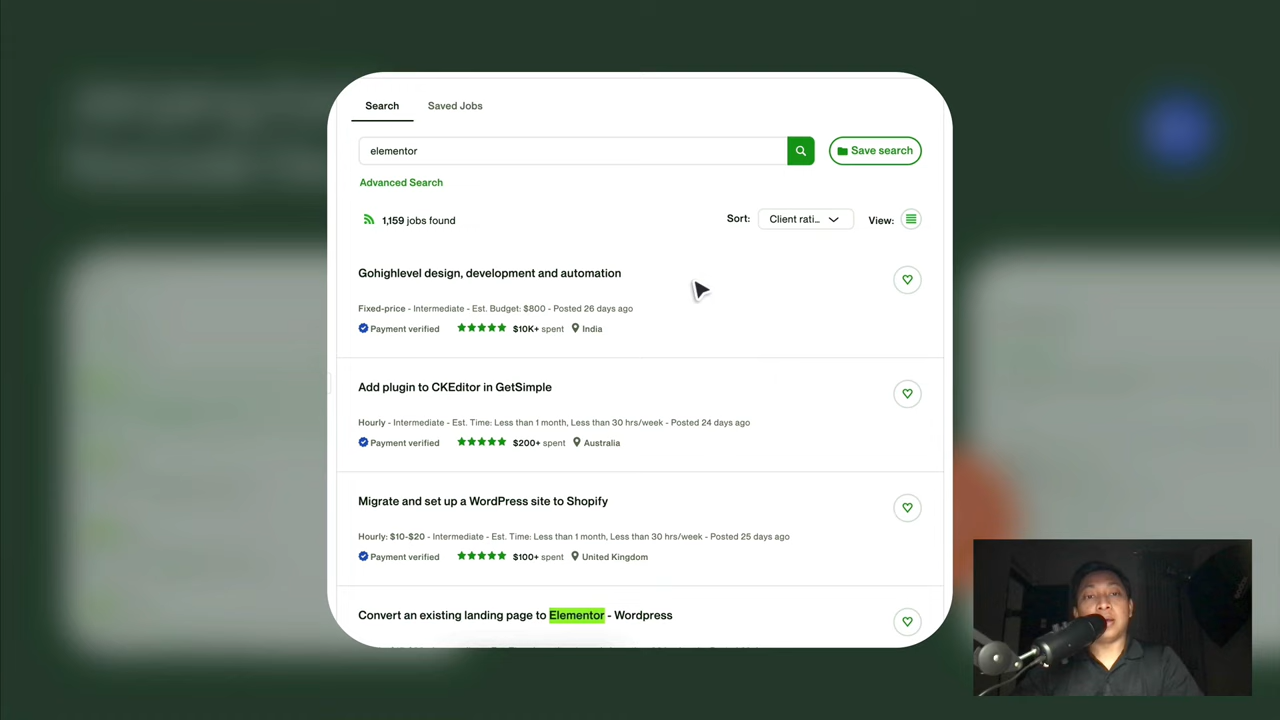 Search Saved Jobs
elementor Save search
Advanced Search
1,159 jobs found Sort: Client rati... View:
Gohighlevel design, development and automation
Fixed-price - Intermediate - Est. Budget: $800 - Posted 26 days ago
Payment verified $10K+ spent India
Add plugin to CKEditor in GetSimple
Hourly - Intermediate - Est. Time: Less than 1 month, Less than 30 hrs/week - Posted 24 days ago
Payment verified $200+ spent Australia
Migrate and set up a WordPress site to Shopify
Hourly: $10-$20 - Intermediate - Est. Time: Less than 1 month, Less than 30 hrs/week - Posted 25 days ago
Payment verified $100+ spent United Kingdom
Convert an existing landing page to Elementor - Wordpress